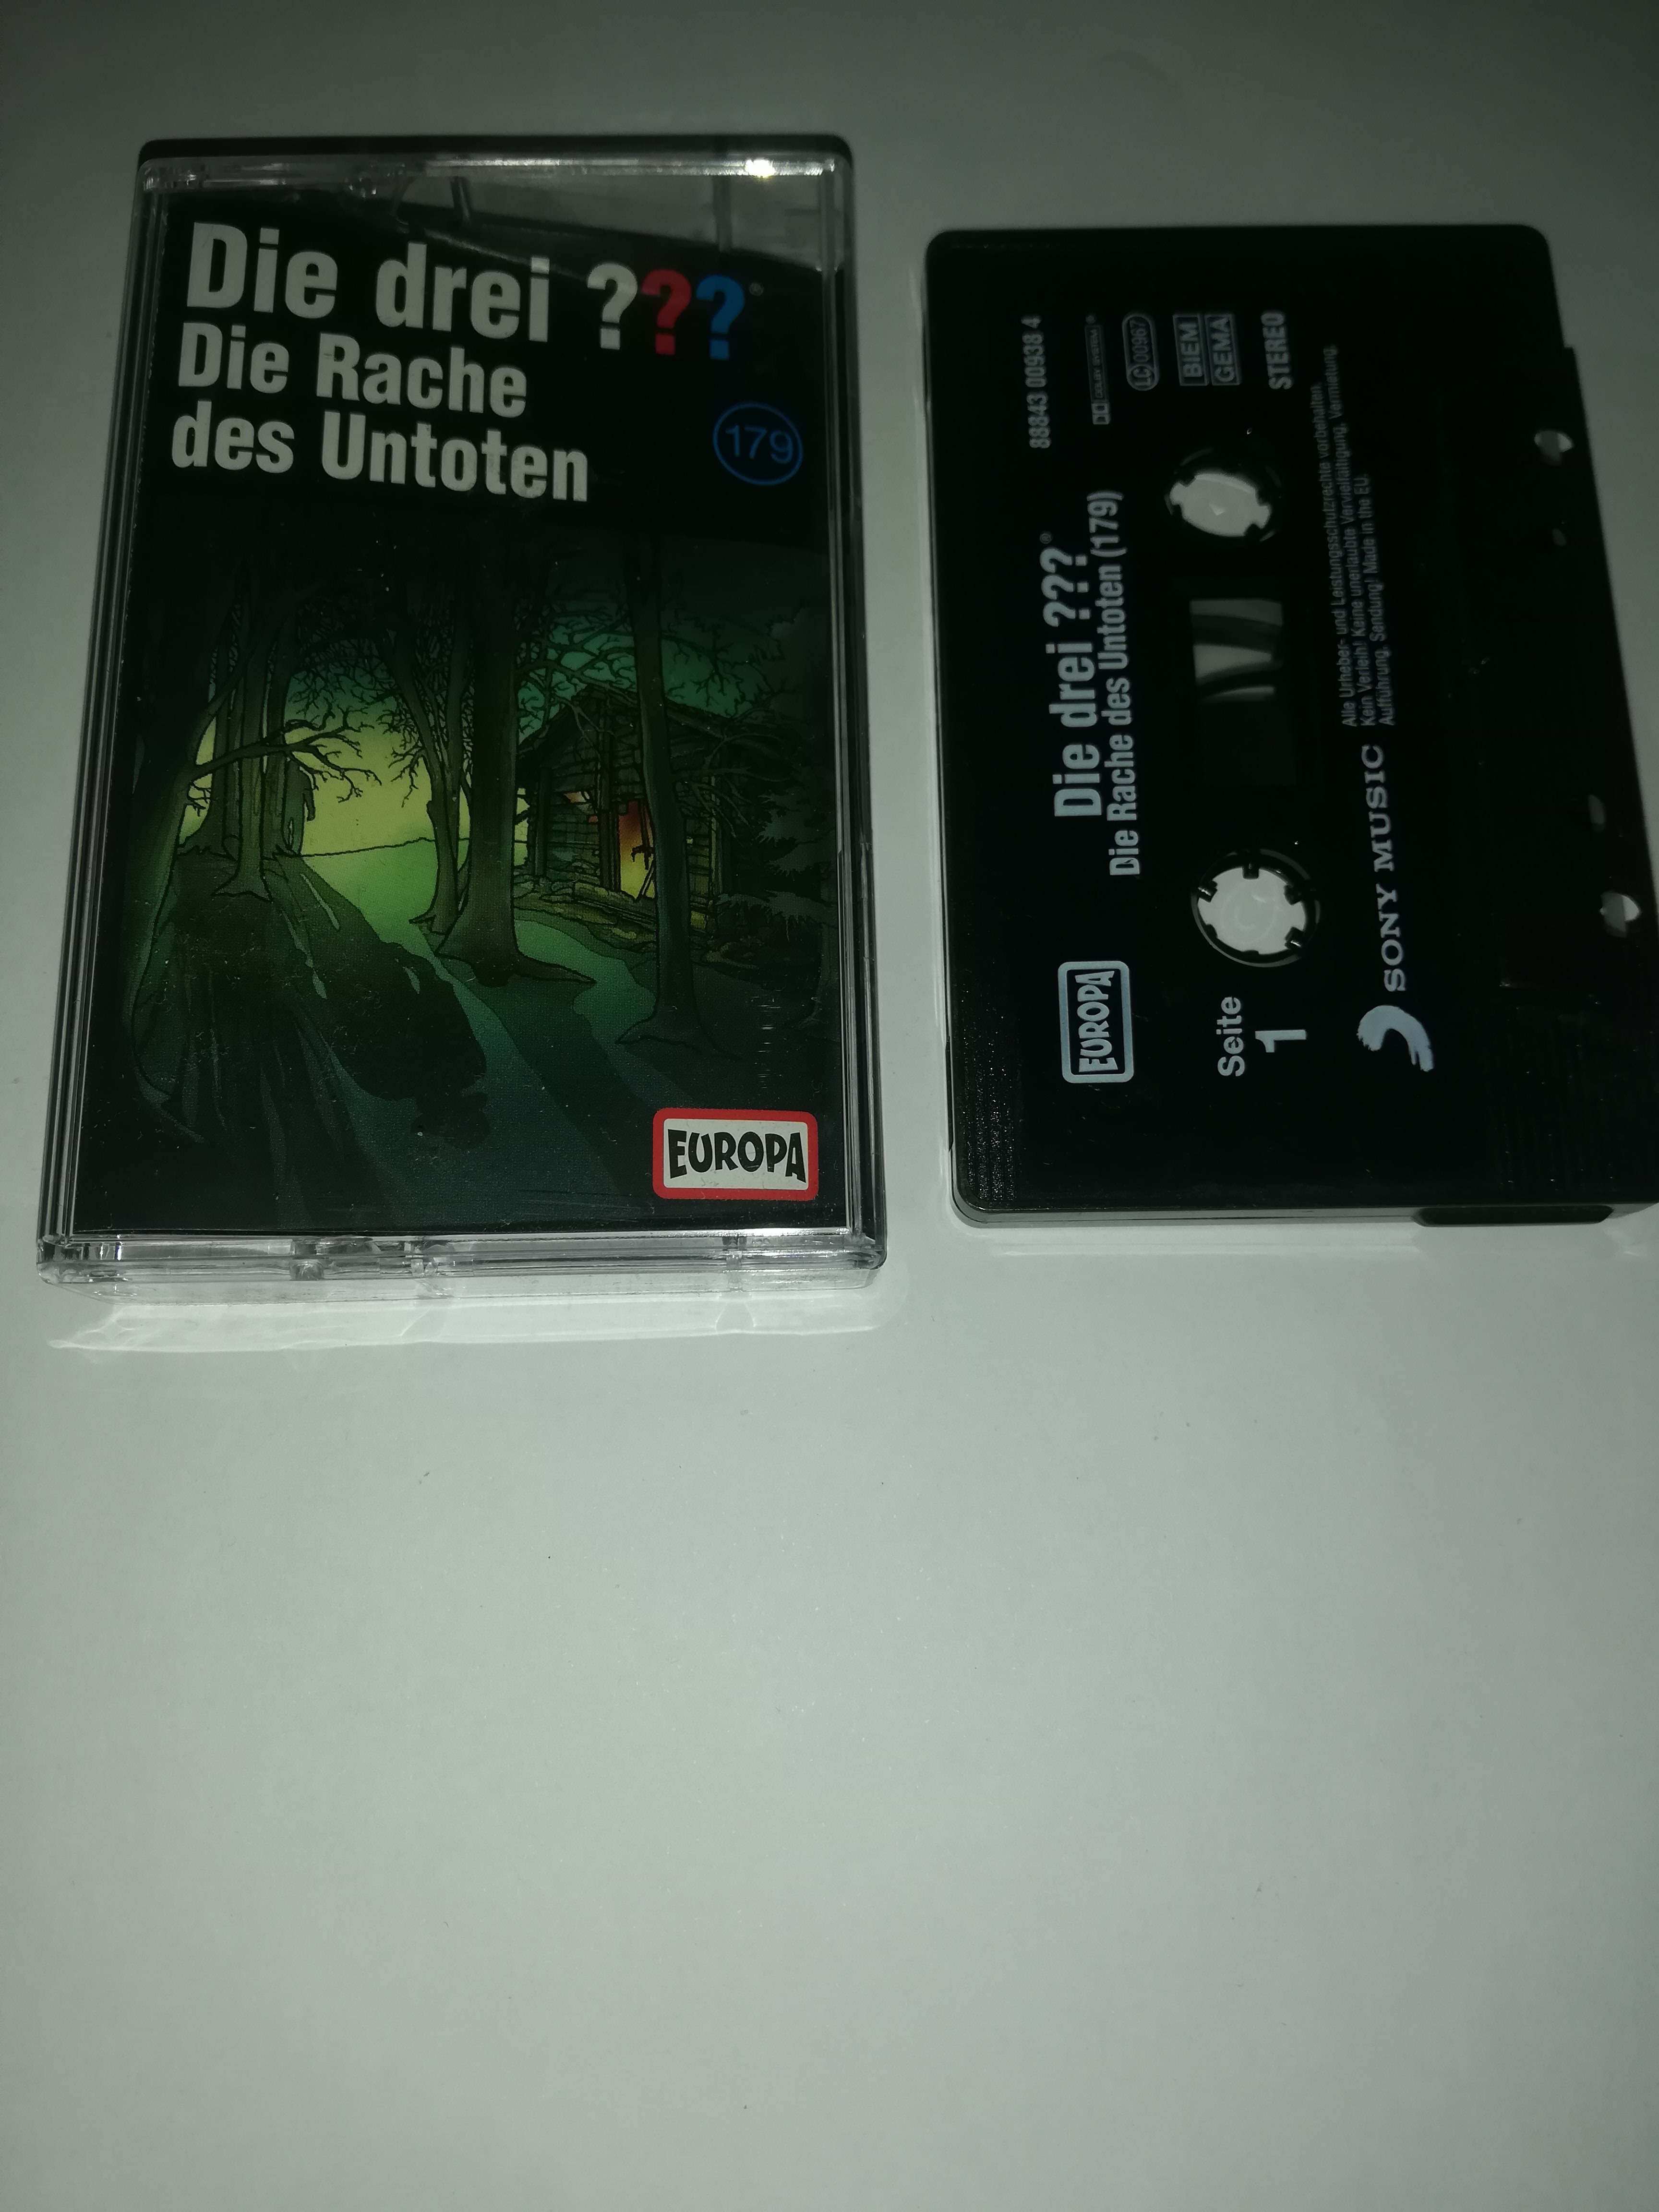 Die drei ???®
Die Rache
des Untoten
179
EUROPA
88843 00938 4
DOLBY SYSTEM®
LC 00967
BIEM
GEMA
STEREO
Die drei ???®
Die Rache des Untoten (179)
EUROPA
Seite
1
SONY MUSIC
Alle Urheber- und Leistungsschutzrechte vorbehalten.
Kein Verleih! Keine unerlaubte Vervielfältigung, Vermietung,
Aufführung, Sendung! Made in the EU.